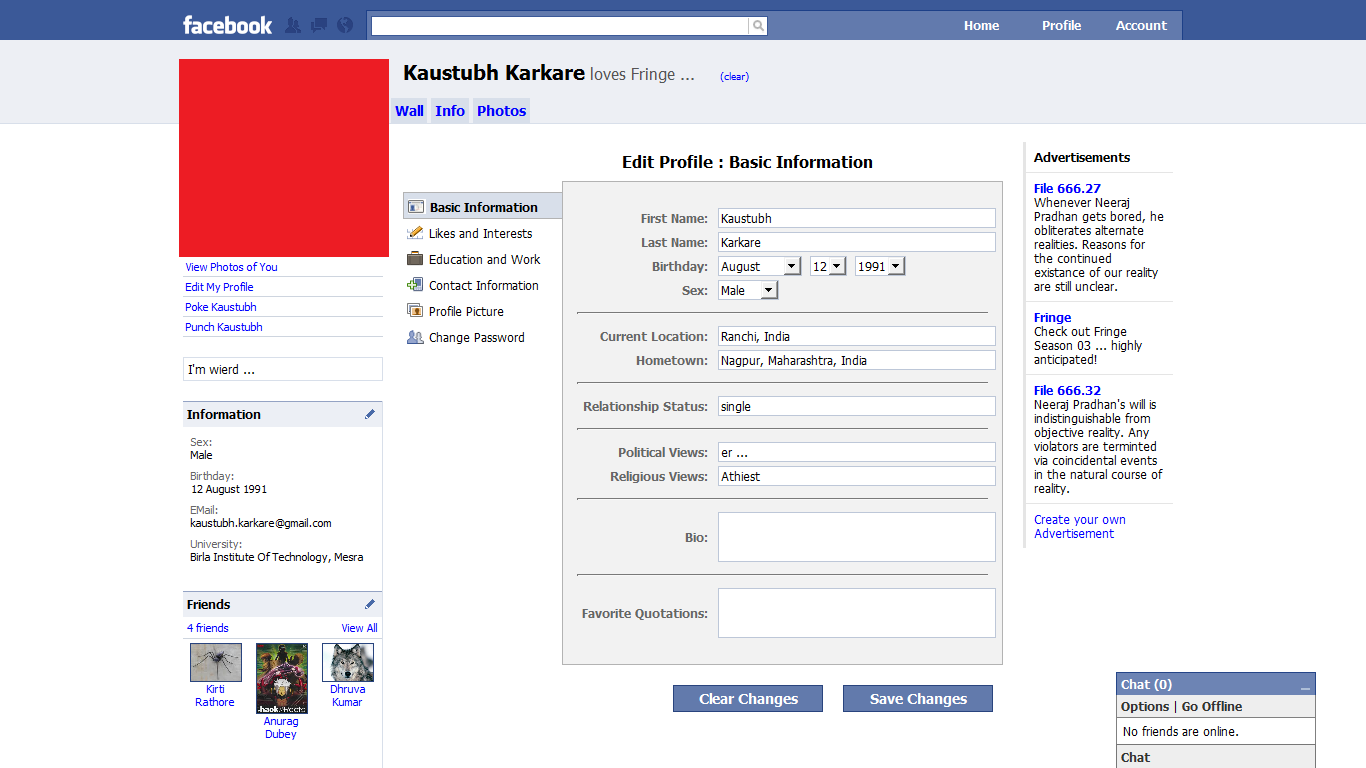 facebook
Home Profile Account
Kaustubh Karkare loves Fringe ... (clear)
Wall Info Photos
View Photos of You
Edit My Profile
Poke Kaustubh
Punch Kaustubh
I'm wierd ...
Information
Sex:
Male
Birthday:
12 August 1991
EMail:
kaustubh.karkare@gmail.com
University:
Birla Institute Of Technology, Mesra
Friends
4 friends View All
Kirti
Rathore
Anurag
Dubey
Dhruva
Kumar
Edit Profile : Basic Information
Basic Information
Likes and Interests
Education and Work
Contact Information
Profile Picture
Change Password
First Name: Kaustubh
Last Name: Karkare
Birthday: August 12 1991
Sex: Male
Current Location: Ranchi, India
Hometown: Nagpur, Maharashtra, India
Relationship Status: single
Political Views: er ...
Religious Views: Athiest
Bio:
Favorite Quotations:
Clear Changes Save Changes
Advertisements
File 666.27
Whenever Neeraj
Pradhan gets bored, he
obliterates alternate
realities. Reasons for
the continued
existance of our reality
are still unclear.
Fringe
Check out Fringe
Season 03 ... highly
anticipated!
File 666.32
Neeraj Pradhan's will is
indistinguishable from
objective reality. Any
violators are terminted
via coincidental events
in the natural course of
reality.
Create your own
Advertisement
Chat (0)
Options | Go Offline
No friends are online.
Chat